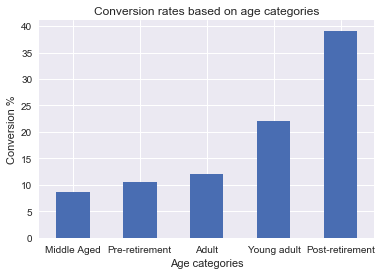 Conversion rates based on age categories
Conversion %
40
35
30
25
20
15
10
5
0
Middle Aged Pre-retirement Adult Young adult Post-retirement
Age categories